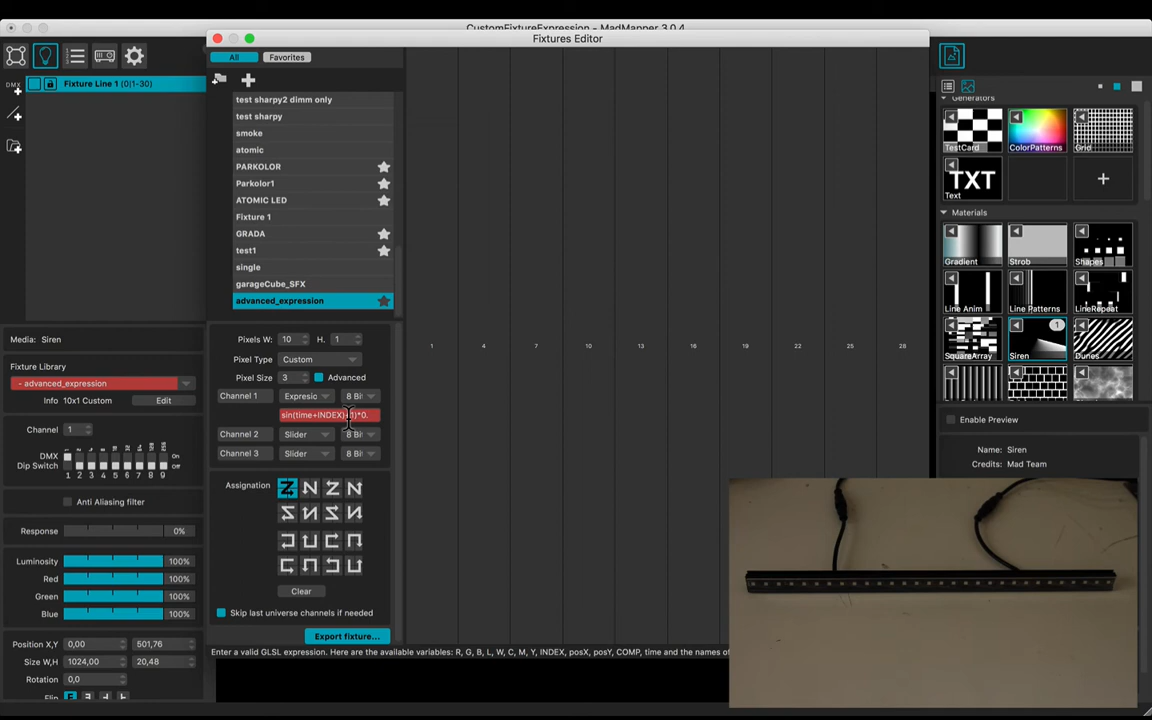 CustomFixtureExpression - MadMapper 3.0.4
Fixtures Editor
All
Favorites
DMX
Fixture Line 1 (0|1-30)
test sharpy2 dimm only
test sharpy
smoke
atomic
PARKOLOR
Parkolor1
ATOMIC LED
Fixture 1
GRADA
test1
single
garageCube_SFX
advanced_expression
Generators
TestCard
ColorPatterns
Grid
TXT
Text
Materials
Gradient
Strob
Shapes
Line Anim
Line Patterns
LineRepeat
SquareArray
Siren
1
Dunes
Enable Preview
Name: Siren
Credits: Mad Team
Media: Siren
Fixture Library
- advanced_expression
Info 10x1 Custom
Edit
Channel 1
DMX
Dip Switch
On
Off
1 2 3 4 5 6 7 8 9
Anti Aliasing filter
Response 0%
Luminosity 100%
Red 100%
Green 100%
Blue 100%
Position X,Y 0,00 501,76
Size W,H 1024,00 20,48
Rotation 0,0
Flip
Pixels W: 10 H. 1
Pixel Type Custom
Pixel Size 3 Advanced
Channel 1 Expressic 8 Bit
sin(time+INDEX)+1)*0.
Channel 2 Slider 8 Bit
Channel 3 Slider 8 Bit
Assignation
Clear
Skip last universe channels if needed
Export fixture...
1 4 7 10 13 16 19 22 25 28
Enter a valid GLSL expression. Here are the available variables: R, G, B, L, W, C, M, Y, INDEX, posX, posY, COMP, time and the names of